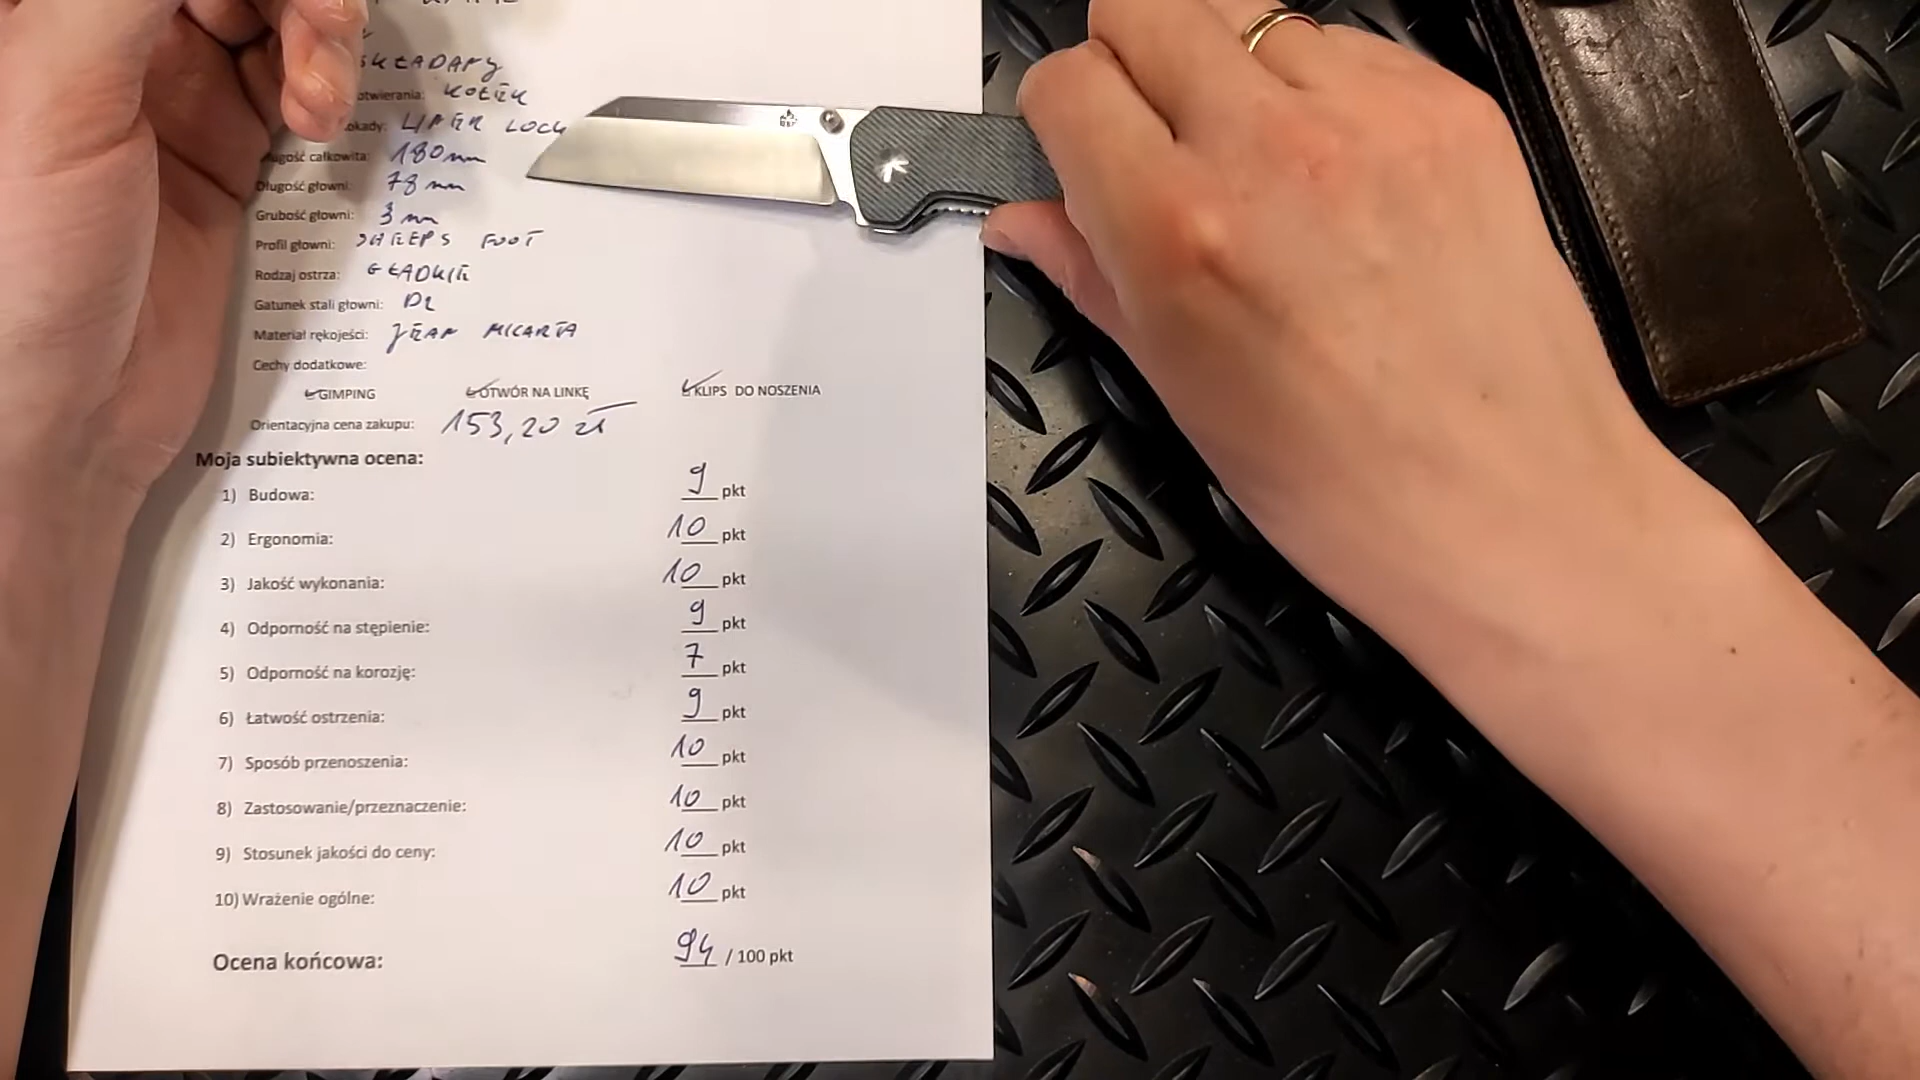 SKŁADANY
otwierania: KOŁEK
okady: LINER LOCK
ługość całkowita: 180 mm
Długość głowni: 78 mm
Grubość głowni: 3 mm
Profil głowni: SHEEPS FOOT
Rodzaj ostrza: GŁADKIE
Gatunek stali głowni: D2
Materiał rękojeści: JEAN MICARTA
Cechy dodatkowe:
GIMPING OTWÓR NA LINKĘ KLIPS DO NOSZENIA
Orientacyjna cena zakupu: 153,20 zł
Moja subiektywna ocena:
1) Budowa: 9 pkt
2) Ergonomia: 10 pkt
3) Jakość wykonania: 10 pkt
4) Odporność na stępienie: 9 pkt
5) Odporność na korozję: 7 pkt
6) Łatwość ostrzenia: 9 pkt
7) Sposób przenoszenia: 10 pkt
8) Zastosowanie/przeznaczenie: 10 pkt
9) Stosunek jakości do ceny: 10 pkt
10) Wrażenie ogólne: 10 pkt
Ocena końcowa: 94 / 100 pkt